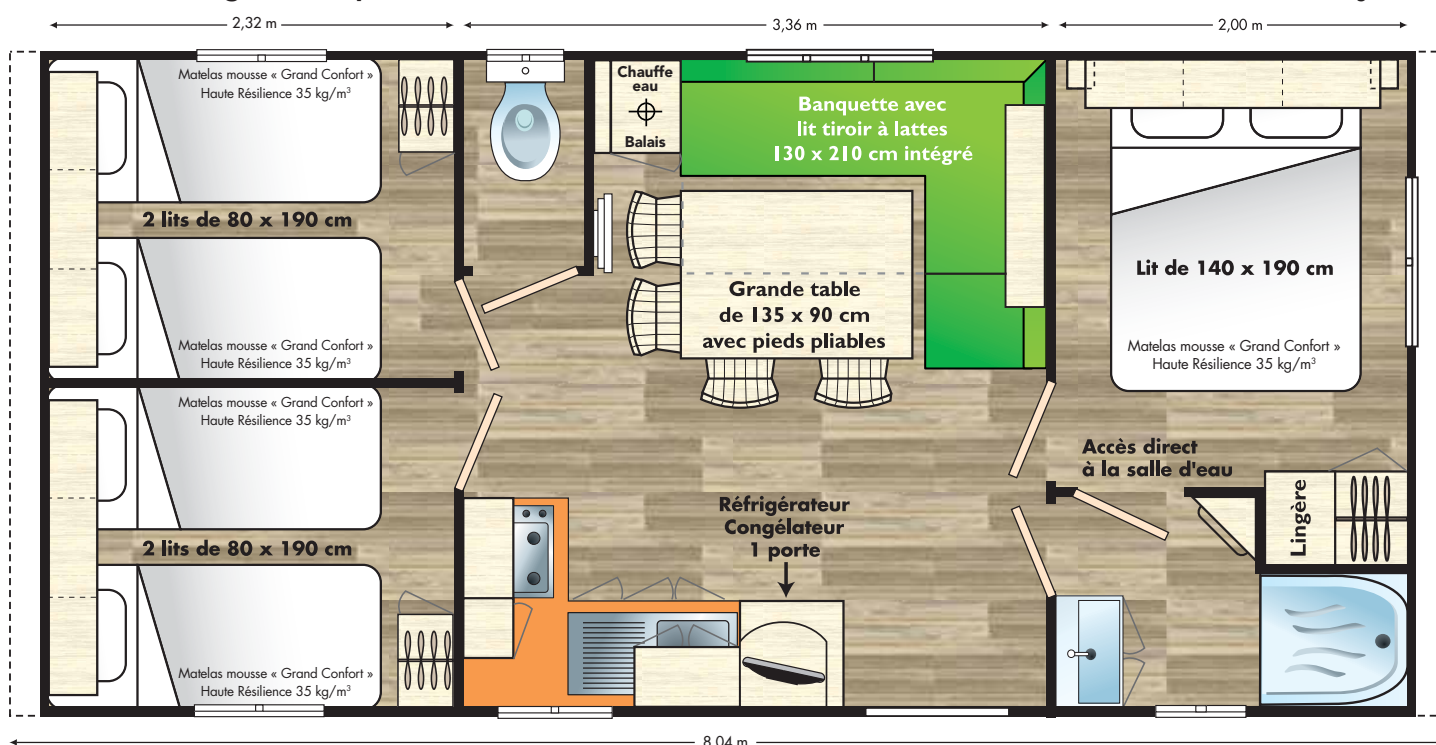 2,32 m
3,36 m
2,00 m
Matelas mousse « Grand Confort »
Haute Résilience 35 kg/m³
2 lits de 80 x 190 cm
Matelas mousse « Grand Confort »
Haute Résilience 35 kg/m³
Matelas mousse « Grand Confort »
Haute Résilience 35 kg/m³
2 lits de 80 x 190 cm
Matelas mousse « Grand Confort »
Haute Résilience 35 kg/m³
Chauffe
eau
Balais
Banquette avec
lit tiroir à lattes
130 x 210 cm intégré
Grande table
de 135 x 90 cm
avec pieds pliables
Réfrigérateur
Congélateur
1 porte
Lit de 140 x 190 cm
Matelas mousse « Grand Confort »
Haute Résilience 35 kg/m³
Accès direct
à la salle d'eau
Lingère
8,04 m